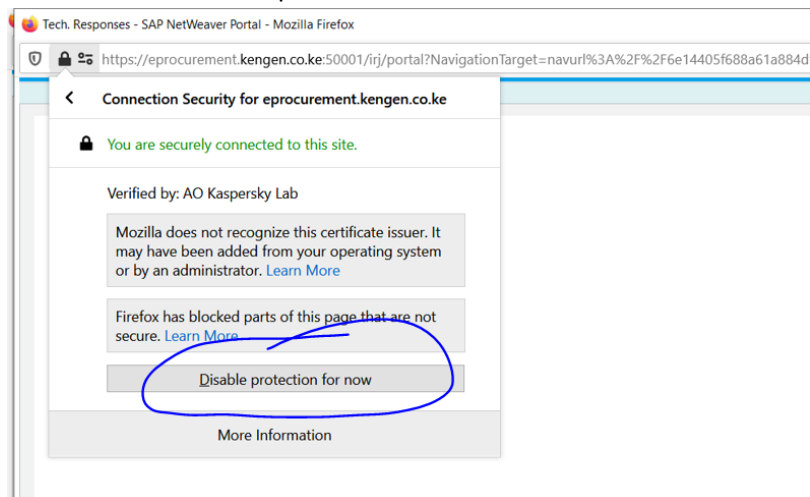 Tech. Responses - SAP NetWeaver Portal - Mozilla Firefox
https://eprocurement.kengen.co.ke:50001/irj/portal?NavigationTarget=navurl%3A%2F%2F6e14405f688a61a884d
Connection Security for eprocurement.kengen.co.ke
You are securely connected to this site.
Verified by: AO Kaspersky Lab
Mozilla does not recognize this certificate issuer. It
may have been added from your operating system
or by an administrator. Learn More
Firefox has blocked parts of this page that are not
secure. Learn More
Disable protection for now
More Information